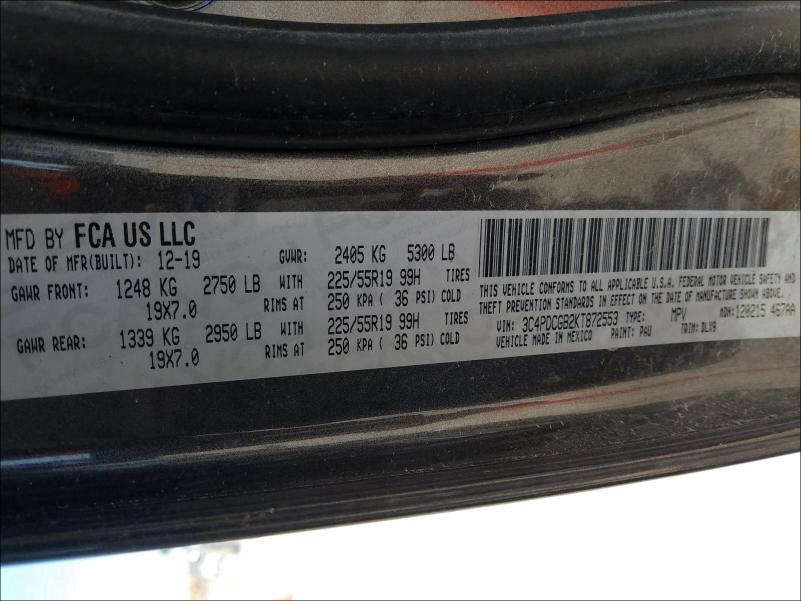 MFD BY FCA US LLC
DATE OF MFR(BUILT): 12-19 GVWR: 2405 KG 5300 LB
GAWR FRONT: 1248 KG 2750 LB WITH 225/55R19 99H TIRES
19X7.0 RIMS AT 250 KPA ( 36 PSI) COLD
GAWR REAR: 1339 KG 2950 LB WITH 225/55R19 99H TIRES
19X7.0 RIMS AT 250 KPA ( 36 PSI) COLD
THIS VEHICLE CONFORMS TO ALL APPLICABLE U.S.A. FEDERAL MOTOR VEHICLE SAFETY AND
THEFT PREVENTION STANDARDS IN EFFECT ON THE DATE OF MANUFACTURE SHOWN ABOVE.
VIN: 3C4PDCGB2KT872553 TYPE: MPV MDH: 120215 467AA
VEHICLE MADE IN MEXICO PAINT: PAU TRIM: DLX9